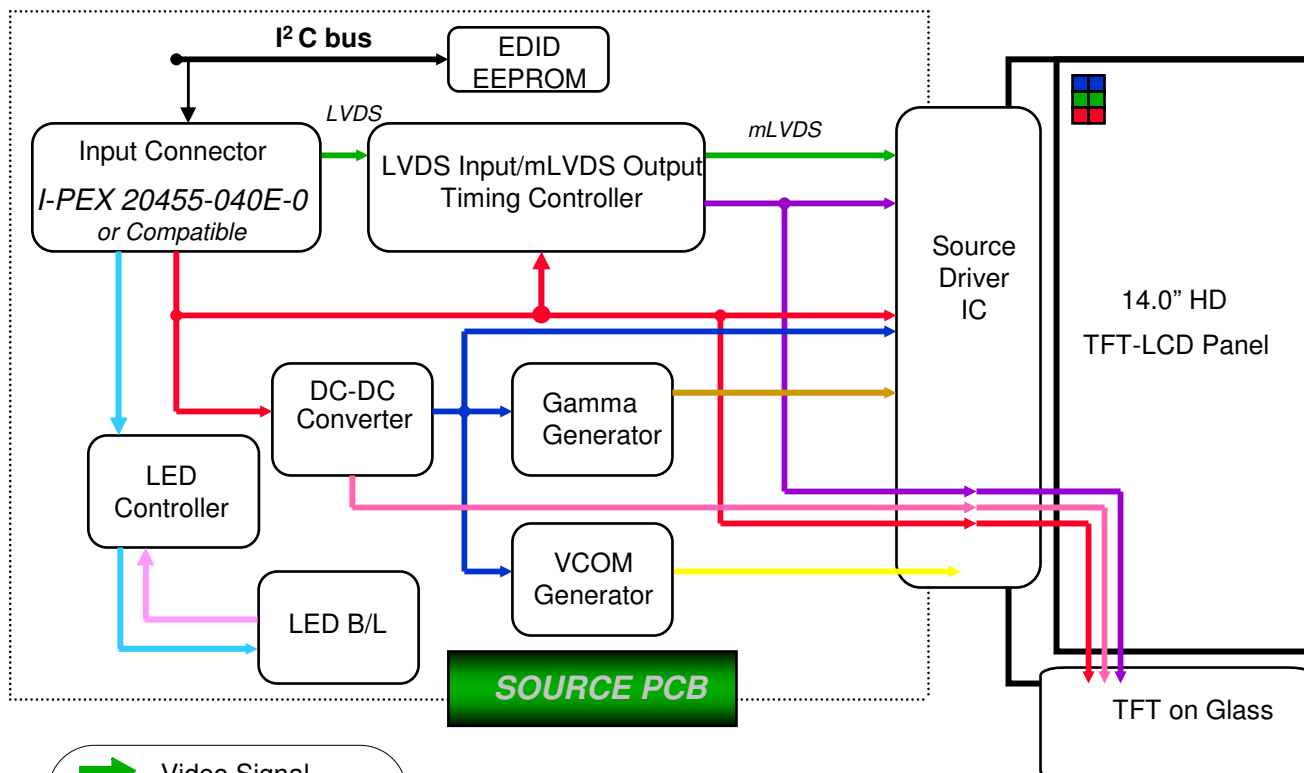 I² C bus
EDID
EEPROM
LVDS
mLVDS
Input Connector
I-PEX 20455-040E-0
or Compatible
LVDS Input/mLVDS Output
Timing Controller
Source
Driver
IC
14.0” HD
TFT-LCD Panel
DC-DC
Converter
Gamma
Generator
LED
Controller
VCOM
Generator
LED B/L
SOURCE PCB
TFT on Glass
Video Signal